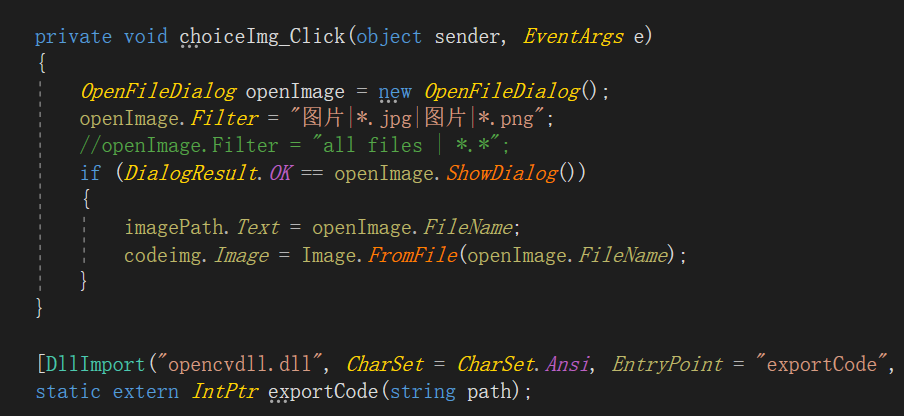 private void choiceImg_Click(object sender, EventArgs e)
{
OpenFileDialog openImage = new OpenFileDialog();
openImage.Filter = "图片|*.jpg|图片|*.png";
//openImage.Filter = "all files | *.*";
if (DialogResult.OK == openImage.ShowDialog())
{
imagePath.Text = openImage.FileName;
codeimg.Image = Image.FromFile(openImage.FileName);
}
}
[DllImport("opencvdll.dll", CharSet = CharSet.Ansi, EntryPoint = "exportCode",
static extern IntPtr exportCode(string path);